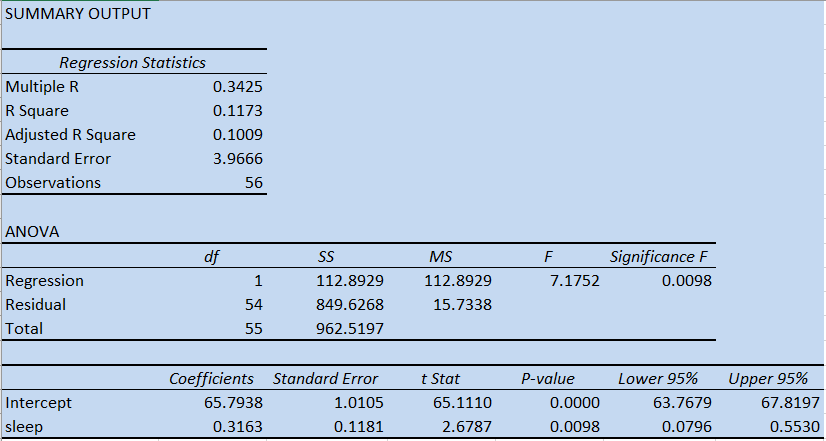 SUMMARY OUTPUT
Regression Statistics
Multiple R 0.3425
R Square 0.1173
Adjusted R Square 0.1009
Standard Error 3.9666
Observations 56
ANOVA
df SS MS F Significance F
Regression 1 112.8929 112.8929 7.1752 0.0098
Residual 54 849.6268 15.7338
Total 55 962.5197
Coefficients Standard Error t Stat P-value Lower 95% Upper 95%
Intercept 65.7938 1.0105 65.1110 0.0000 63.7679 67.8197
sleep 0.3163 0.1181 2.6787 0.0098 0.0796 0.5530